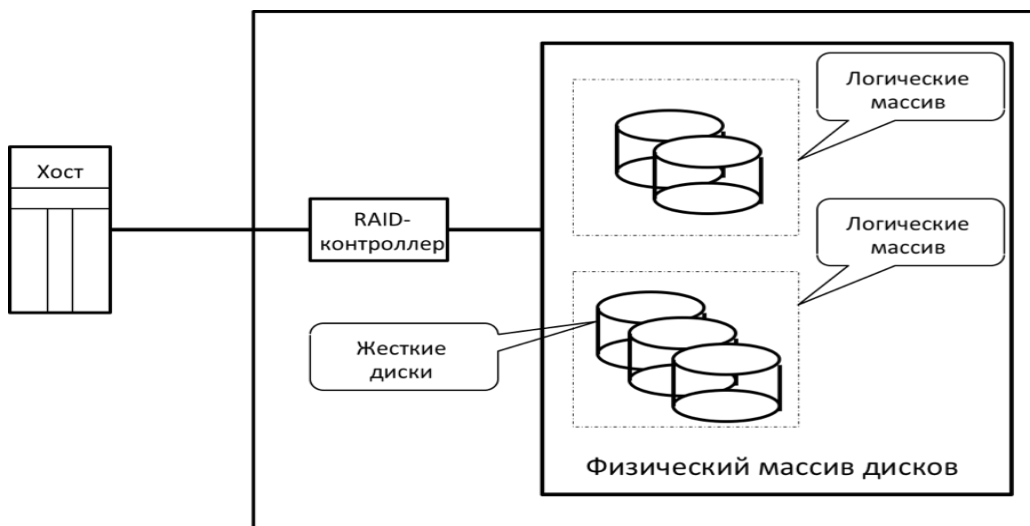 Логические
массив
Хост
RAID-
контроллер
Логические
массив
Жесткие
диски
Физический массив дисков